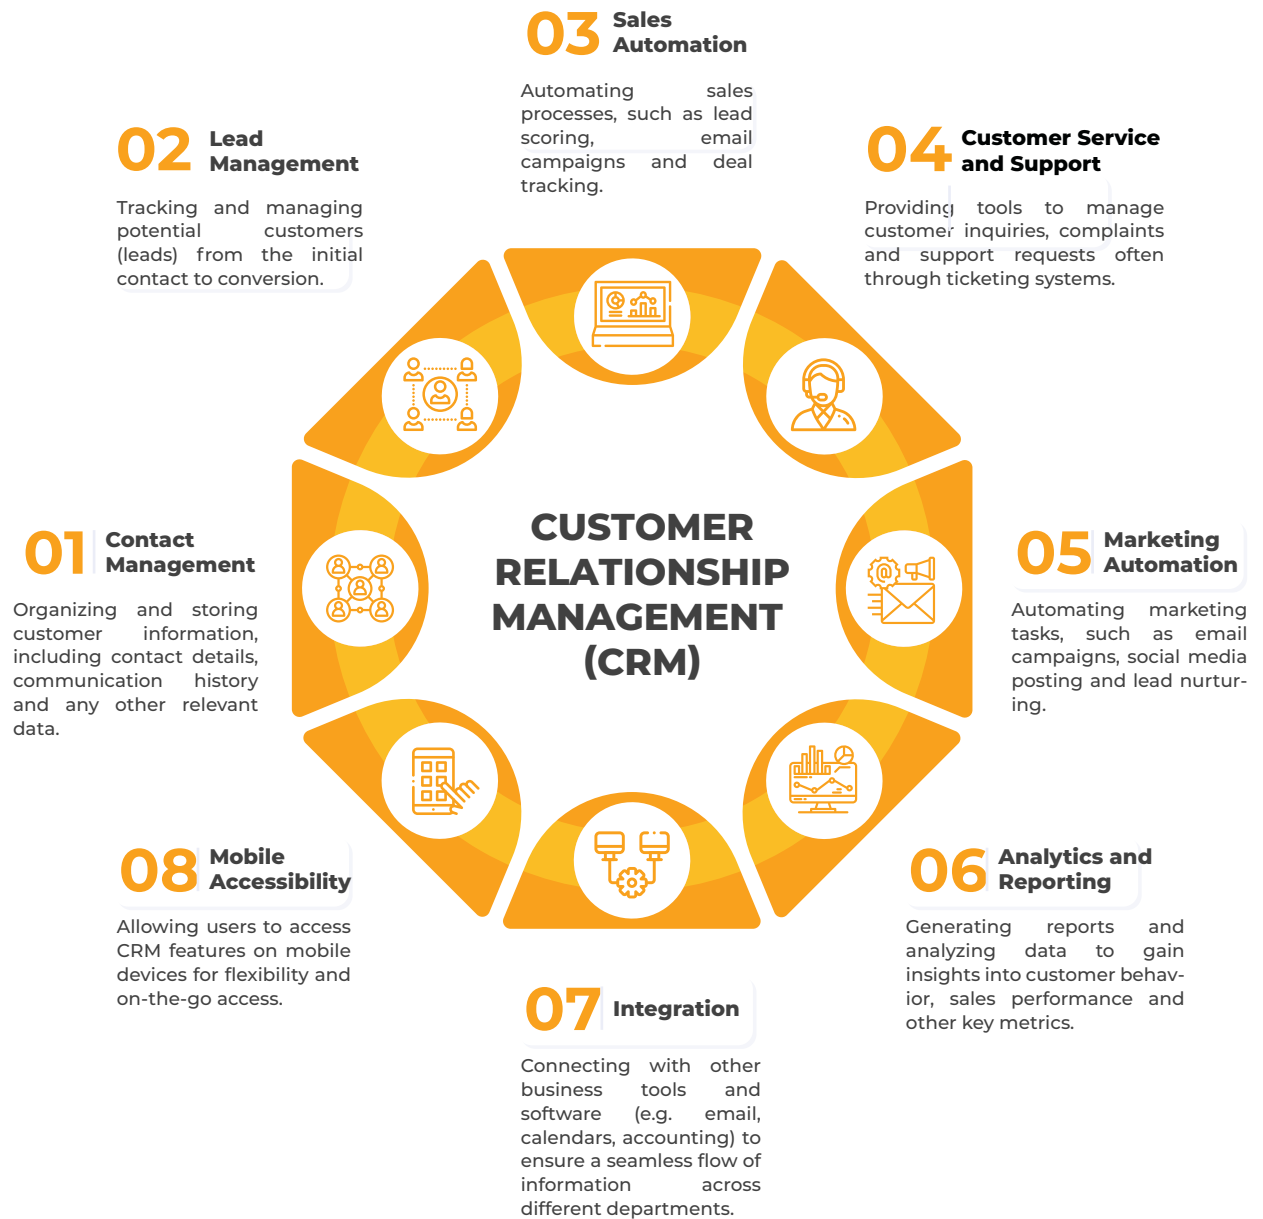 CUSTOMER
RELATIONSHIP
MANAGEMENT
(CRM)
01
Contact
Management
Organizing and storing
customer information,
including contact details,
communication history
and any other relevant
data.
02
Lead
Management
Tracking and managing
potential customers
(leads) from the initial
contact to conversion.
03
Sales
Automation
Automating sales
processes, such as lead
scoring, email
campaigns and deal
tracking.
04
Customer Service
and Support
Providing tools to manage
customer inquiries, complaints
and support requests often
through ticketing systems.
05
Marketing
Automation
Automating marketing
tasks, such as email
campaigns, social media
posting and lead nurtur-
ing.
06
Analytics and
Reporting
Generating reports and
analyzing data to gain
insights into customer behav-
ior, sales performance and
other key metrics.
07
Integration
Connecting with other
business tools and
software (e.g. email,
calendars, accounting) to
ensure a seamless flow of
information across
different departments.
08
Mobile
Accessibility
Allowing users to access
CRM features on mobile
devices for flexibility and
on-the-go access.
@